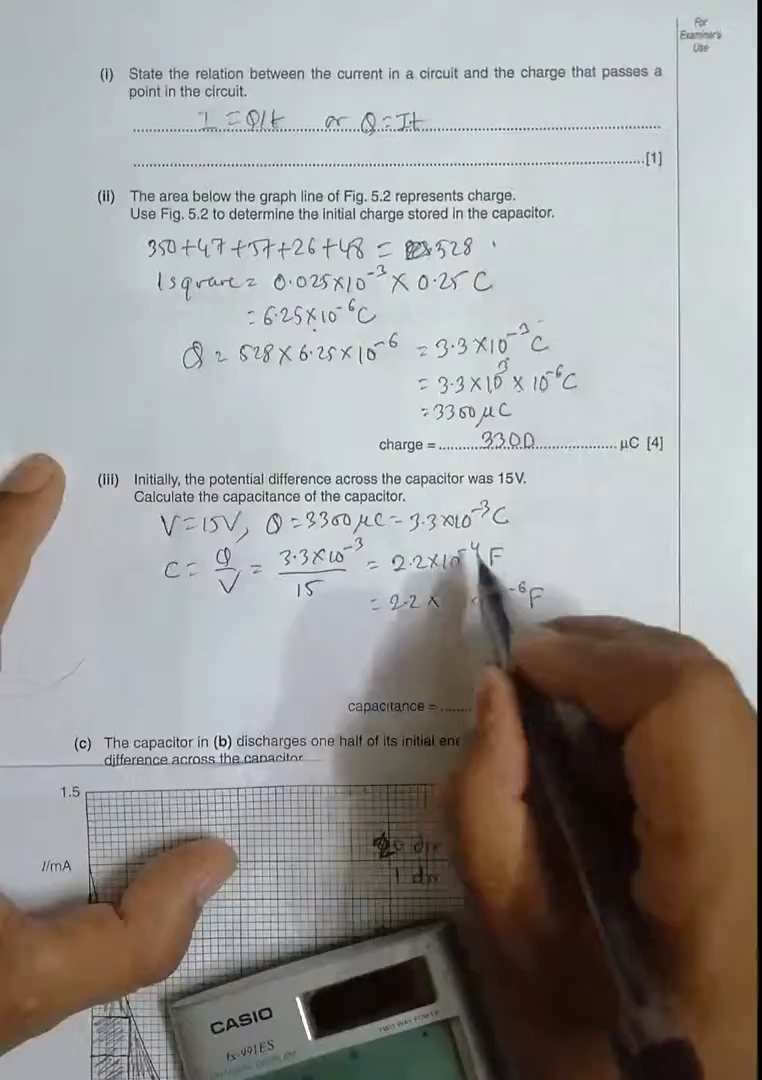 For
Examiner's
Use
(i) State the relation between the current in a circuit and the charge that passes a
point in the circuit.
I = Q/t or Q = It
[1]
(ii) The area below the graph line of Fig. 5.2 represents charge.
Use Fig. 5.2 to determine the initial charge stored in the capacitor.
350+47+57+26+48 = 528
1 square = 0.025×10⁻³ × 0.25 C
= 6.25×10⁻⁶ C
Q = 528 × 6.25×10⁻⁶ = 3.3×10⁻³ C
= 3.3×10³ × 10⁻⁶ C
= 3300 μC
charge = 3300 μC [4]
(iii) Initially, the potential difference across the capacitor was 15V.
Calculate the capacitance of the capacitor.
V = 15V, Q = 3300 μC = 3.3×10⁻³ C
C = Q/V = 3.3×10⁻³/15 = 2.2×10⁻⁴ F
= 2.2× ⁻⁶F
capacitance =
(c) The capacitor in (b) discharges one half of its initial
difference across the capacitor
1.5
I/mA
1 div
CASIO
fx-991ES
TWO WAY POWER